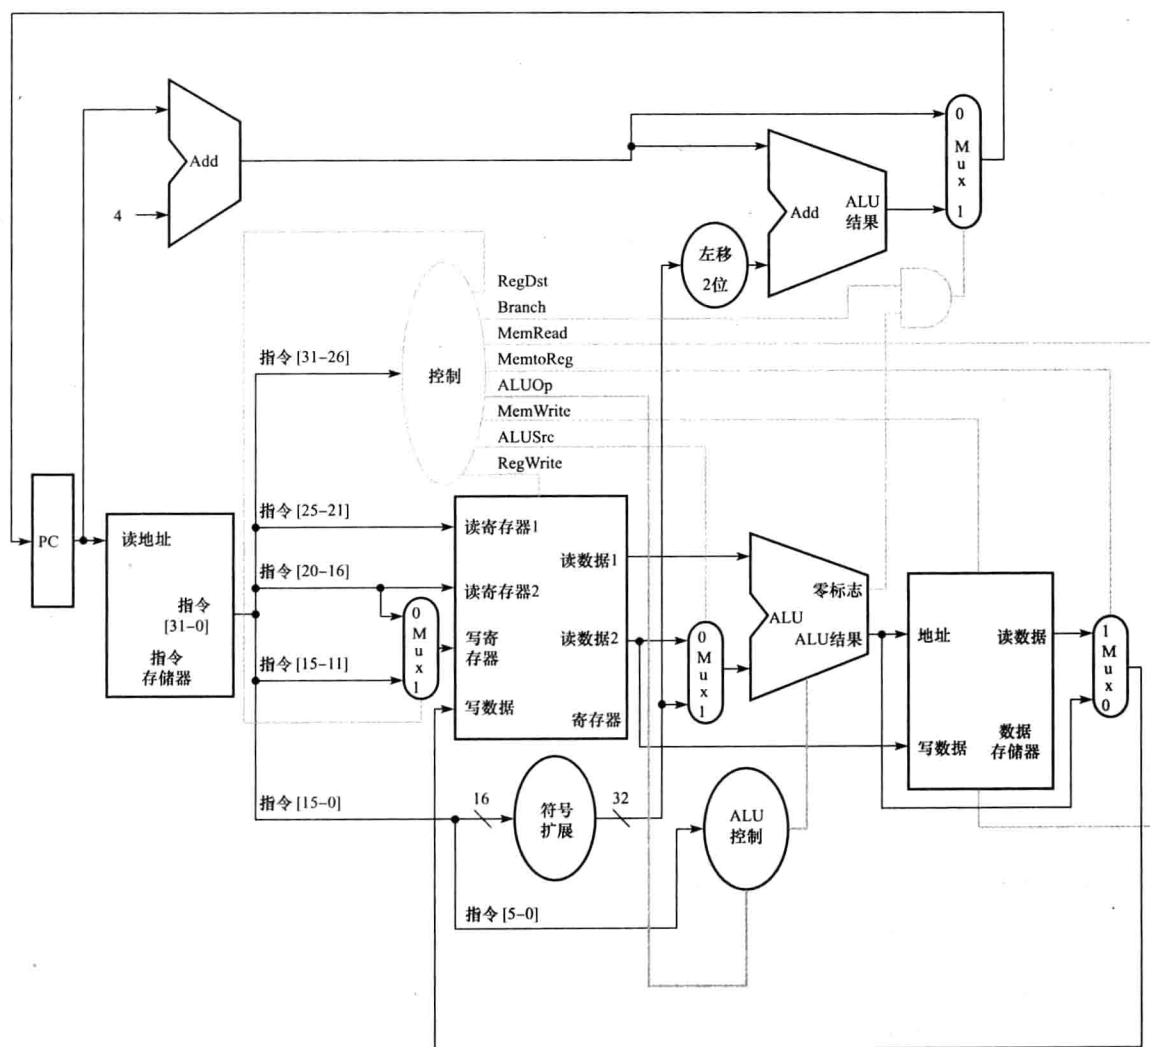 0
M
u
x
1
Add
4
Add
ALU
结果
左移
2位
RegDst
Branch
MemRead
MemtoReg
ALUOp
MemWrite
ALUSrc
RegWrite
控制
指令 [31-26]
指令 [25-21]
指令 [20-16]
指令 [15-11]
指令 [15-0]
指令 [5-0]
PC
读地址
指令
[31-0]
指令
存储器
0
M
u
x
1
读寄存器1
读寄存器2
写寄
存器
写数据
读数据1
读数据2
寄存器
0
M
u
x
1
零标志
ALU
ALU结果
地址
读数据
写数据
数据
存储器
1
M
u
x
0
16
符号
扩展
32
ALU
控制